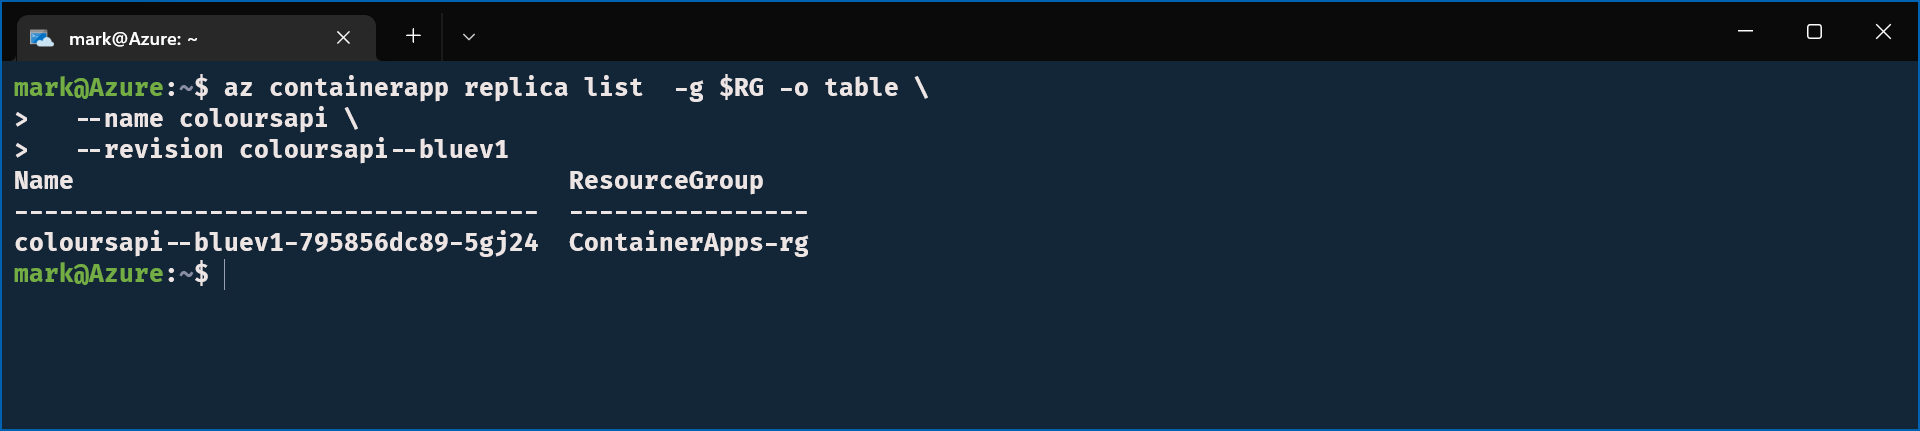 mark@Azure: ~
mark@Azure:~$ az containerapp replica list  -g $RG -o table \
>   --name coloursapi \
>   --revision coloursapi--bluev1
Name                                 ResourceGroup
-----------------------------------  ----------------
coloursapi--bluev1-795856dc89-5gj24  ContainerApps-rg
mark@Azure:~$